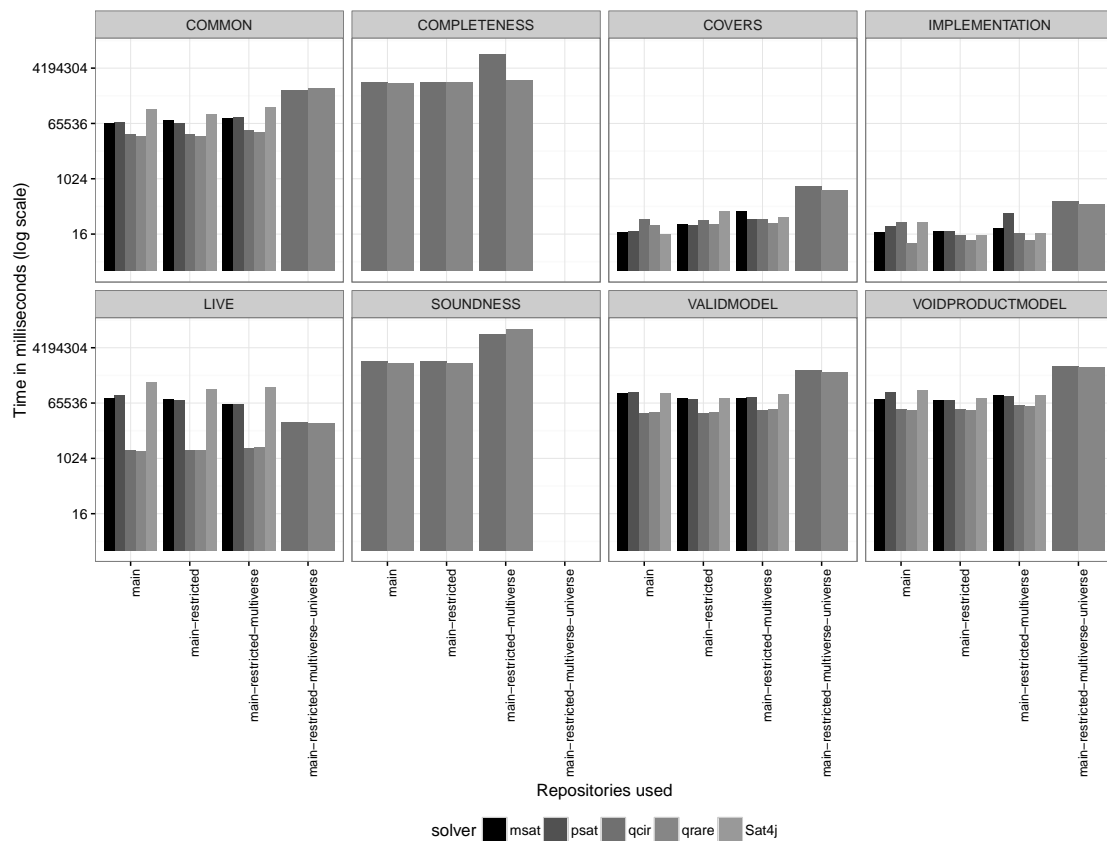 COMMON COMPLETENESS COVERS IMPLEMENTATION
4194304
65536
1024
16
LIVE SOUNDNESS VALIDMODEL VOIDPRODUCTMODEL
4194304
65536
1024
16
Time in milliseconds (log scale)
main
main−restricted
main−restricted−multiverse
main−restricted−multiverse−universe
main
main−restricted
main−restricted−multiverse
main−restricted−multiverse−universe
main
main−restricted
main−restricted−multiverse
main−restricted−multiverse−universe
main
main−restricted
main−restricted−multiverse
main−restricted−multiverse−universe
Repositories used
solver msat psat qcir qrare Sat4j